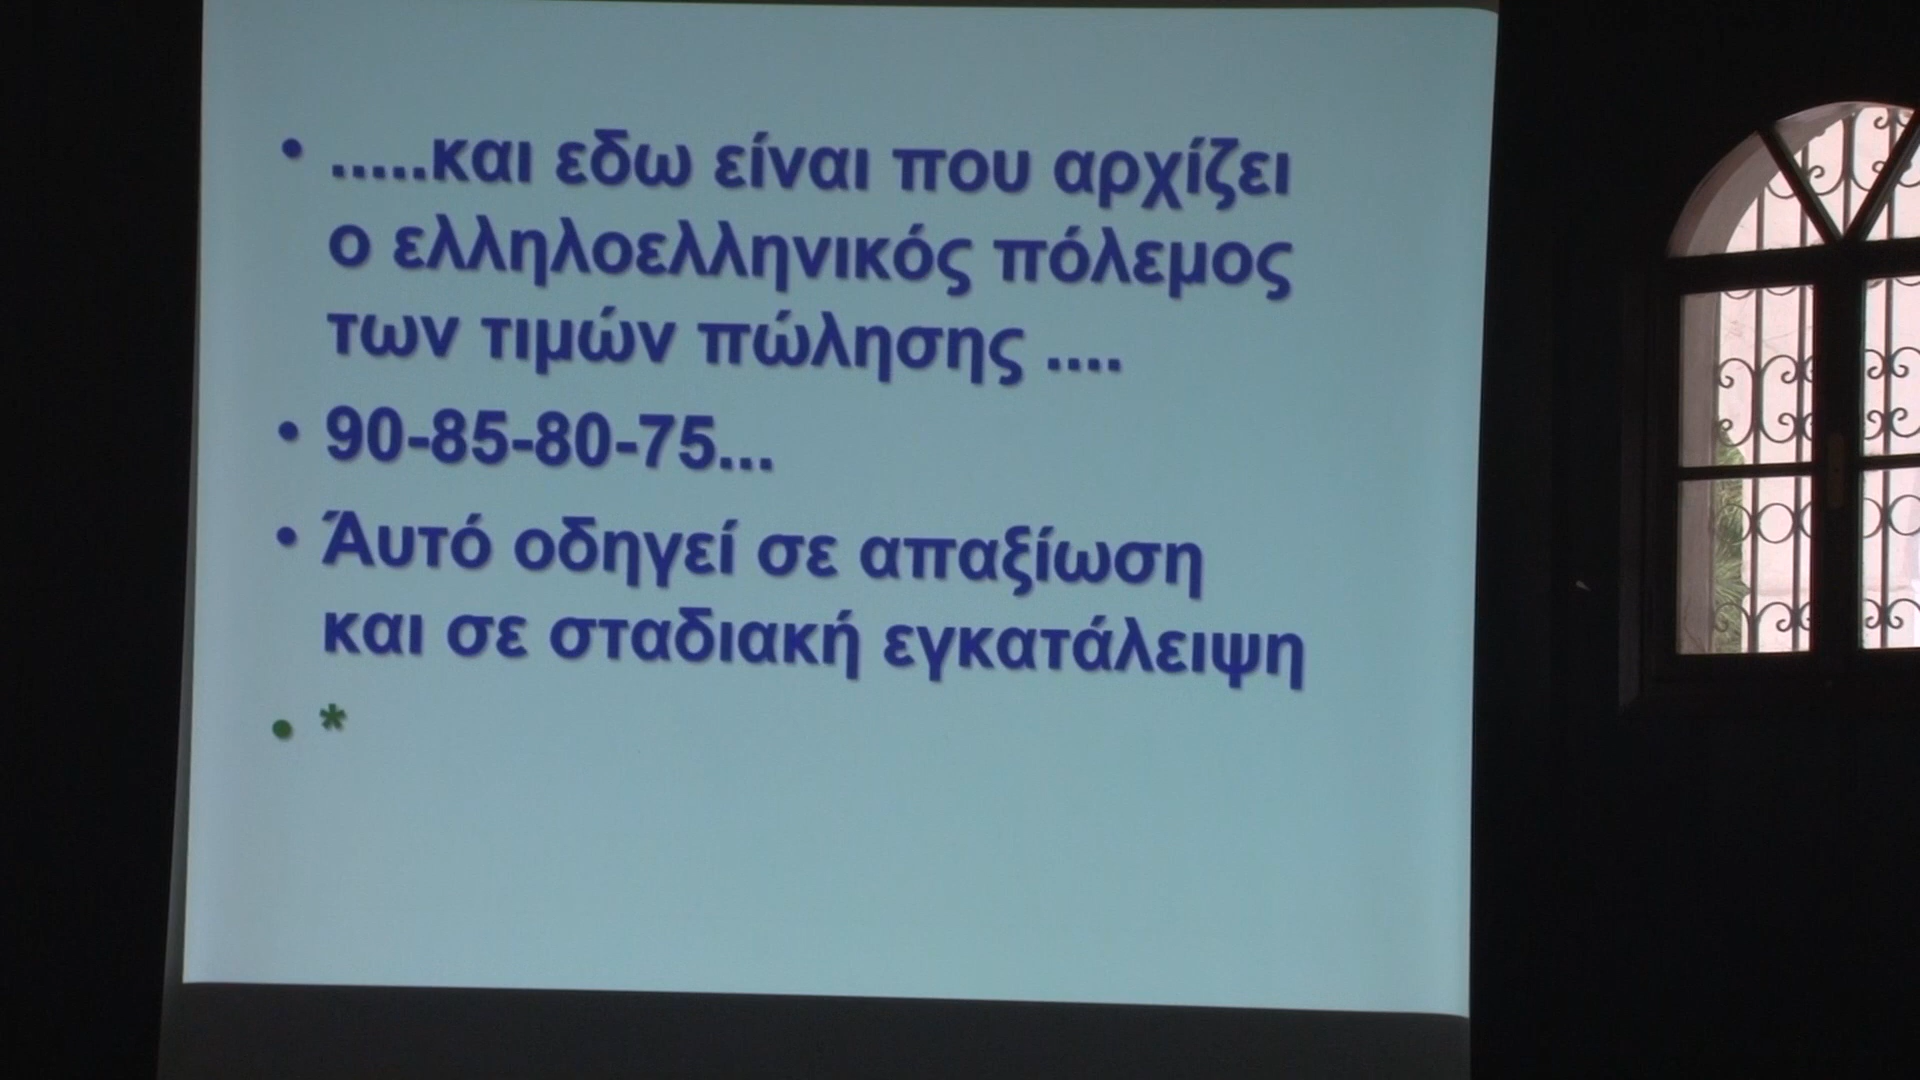 • .....και εδω είναι που αρχίζει
ο ελληλοελληνικός πόλεμος
των τιμών πώλησης ....
• 90-85-80-75...
• Άυτό οδηγεί σε απαξίωση
και σε σταδιακή εγκατάλειψη
• *